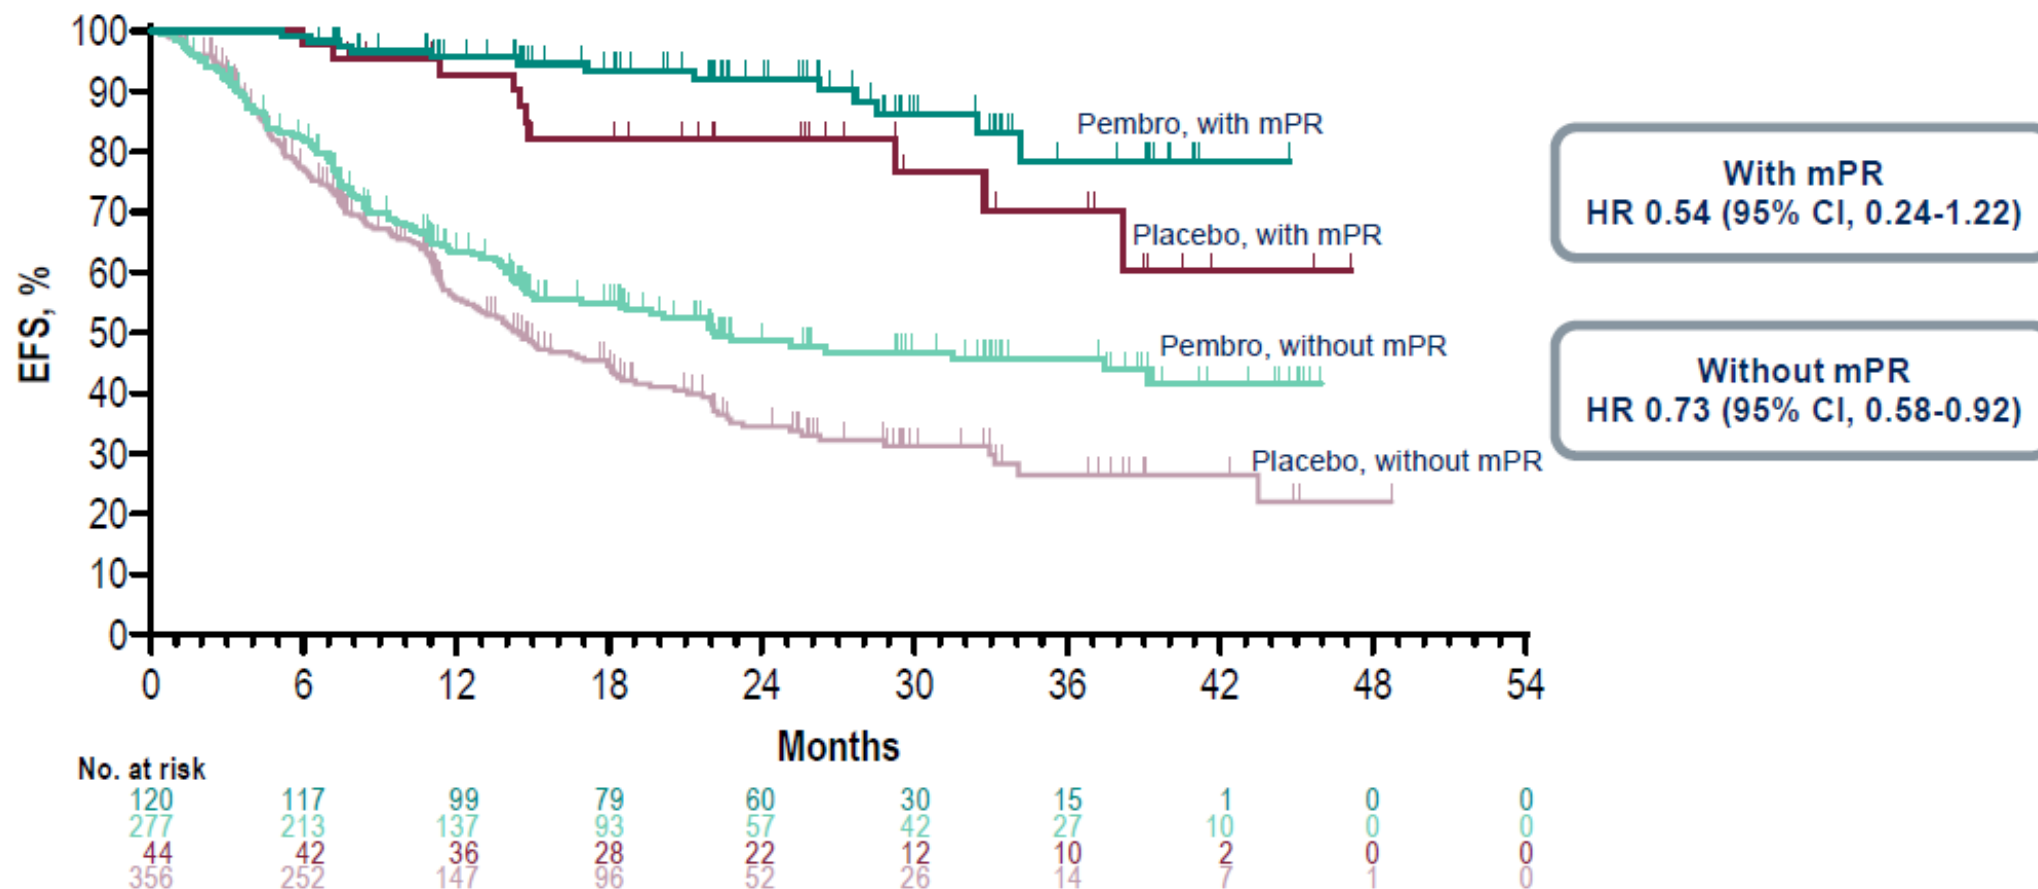 100
90
80
70
60
50
40
30
20
10
0
EFS, %
Pembro, with mPR
Placebo, with mPR
Pembro, without mPR
Placebo, without mPR
With mPR
HR 0.54 (95% CI, 0.24-1.22)
Without mPR
HR 0.73 (95% CI, 0.58-0.92)
0 6 12 18 24 30 36 42 48 54
Months
No. at risk
120 117 99 79 60 30 15 1 0 0
277 213 137 93 57 42 27 10 0 0
44 42 36 28 22 12 10 2 0 0
356 252 147 96 52 26 14 7 1 0